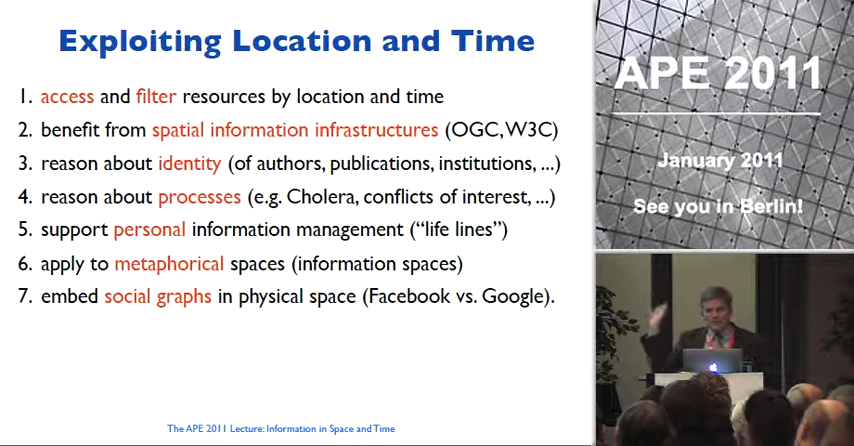 Exploiting Location and Time
1. access and filter resources by location and time
2. benefit from spatial information infrastructures (OGC, W3C)
3. reason about identity (of authors, publications, institutions, ...)
4. reason about processes (e.g. Cholera, conflicts of interest, ...)
5. support personal information management (“life lines”)
6. apply to metaphorical spaces (information spaces)
7. embed social graphs in physical space (Facebook vs. Google).
The APE 2011 Lecture: Information in Space and Time
APE 2011
January 2011
See you in Berlin!